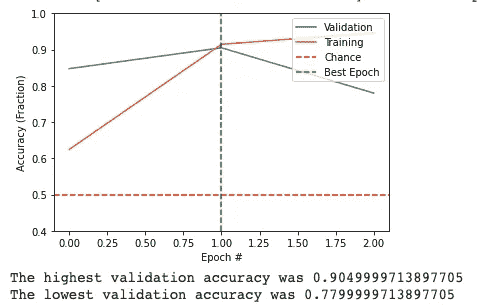 1.0
0.9
0.8
0.7
0.6
0.5
0.4
Accuracy (Fraction)
Validation
Training
Chance
Best Epoch
0.00 0.25 0.50 0.75 1.00 1.25 1.50 1.75 2.00
Epoch #
The highest validation accuracy was 0.9049999713897705
The lowest validation accuracy was 0.7799999713897705